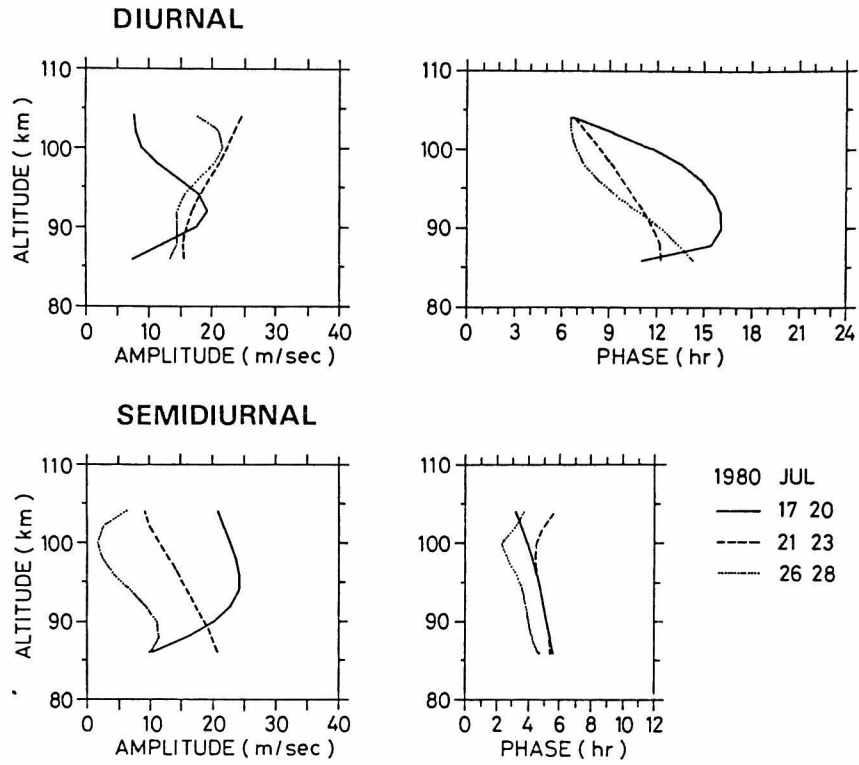 DIURNAL
110
100
90
80
ALTITUDE (km)
0 10 20 30 40
AMPLITUDE (m/sec)
110
100
90
80
0 3 6 9 12 15 18 21 24
PHASE (hr)
SEMIDIURNAL
110
100
90
80
ALTITUDE (km)
0 10 20 30 40
AMPLITUDE (m/sec)
110
100
90
80
0 2 4 6 8 10 12
PHASE (hr)
1980 JUL
17 20
21 23
26 28